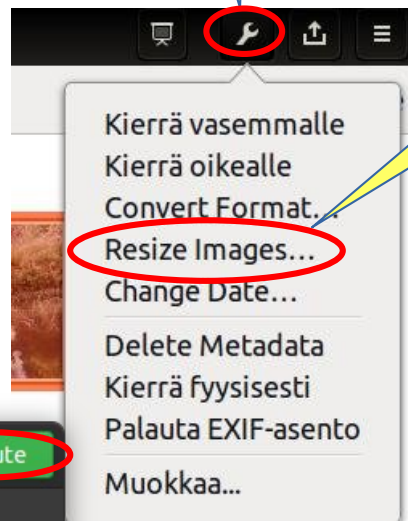 Kierrä vasemmalle
Kierrä oikealle
Convert Format...
Resize Images...
Change Date...
Delete Metadata
Kierrä fyysisesti
Palauta EXIF-asento
Muokkaa...